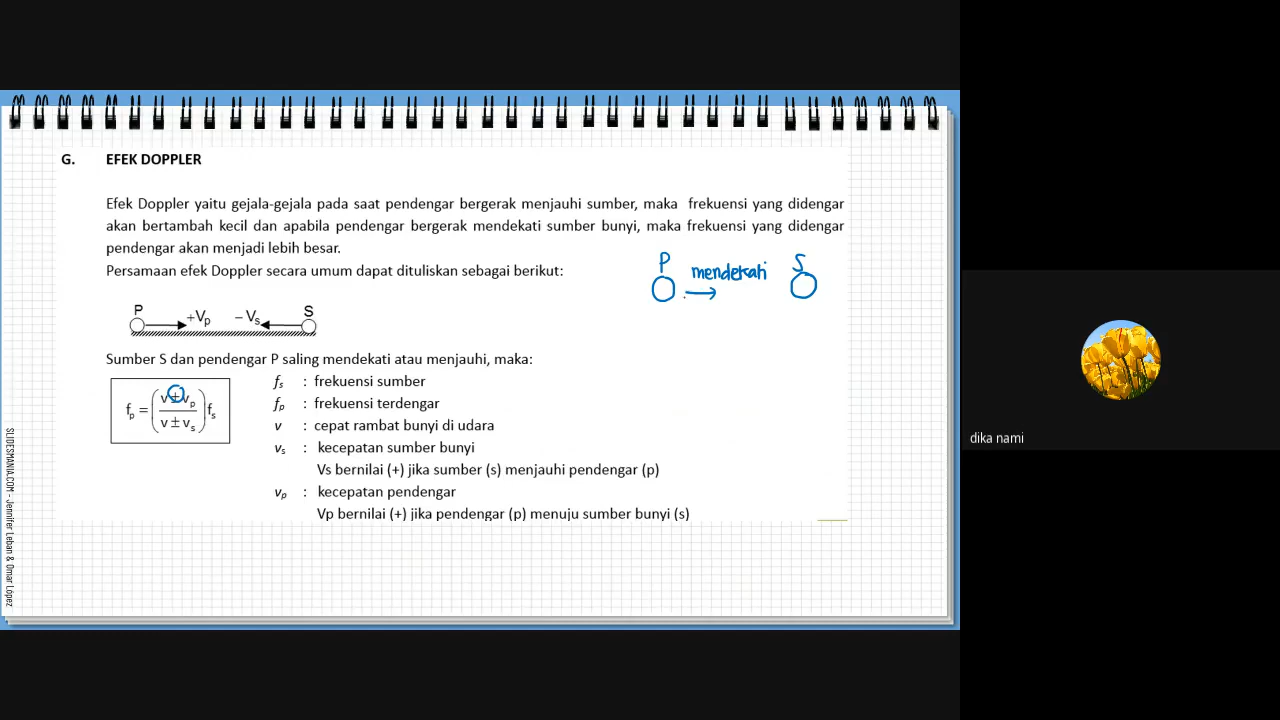 G. EFEK DOPPLER
Efek Doppler yaitu gejala-gejala pada saat pendengar bergerak menjauhi sumber, maka frekuensi yang didengar
akan bertambah kecil dan apabila pendengar bergerak mendekati sumber bunyi, maka frekuensi yang didengar
pendengar akan menjadi lebih besar.
Persamaan efek Doppler secara umum dapat dituliskan sebagai berikut:
P mendekati S
P +Vp − Vs S
Sumber S dan pendengar P saling mendekati atau menjauhi, maka:
fp = (v ± vp / v ± vs) fs
fs : frekuensi sumber
fp : frekuensi terdengar
v : cepat rambat bunyi di udara
vs : kecepatan sumber bunyi
Vs bernilai (+) jika sumber (s) menjauhi pendengar (p)
vp : kecepatan pendengar
Vp bernilai (+) jika pendengar (p) menuju sumber bunyi (s)
SLIDESMANIA.COM - Jennifer Leban & Omar López
dika nami